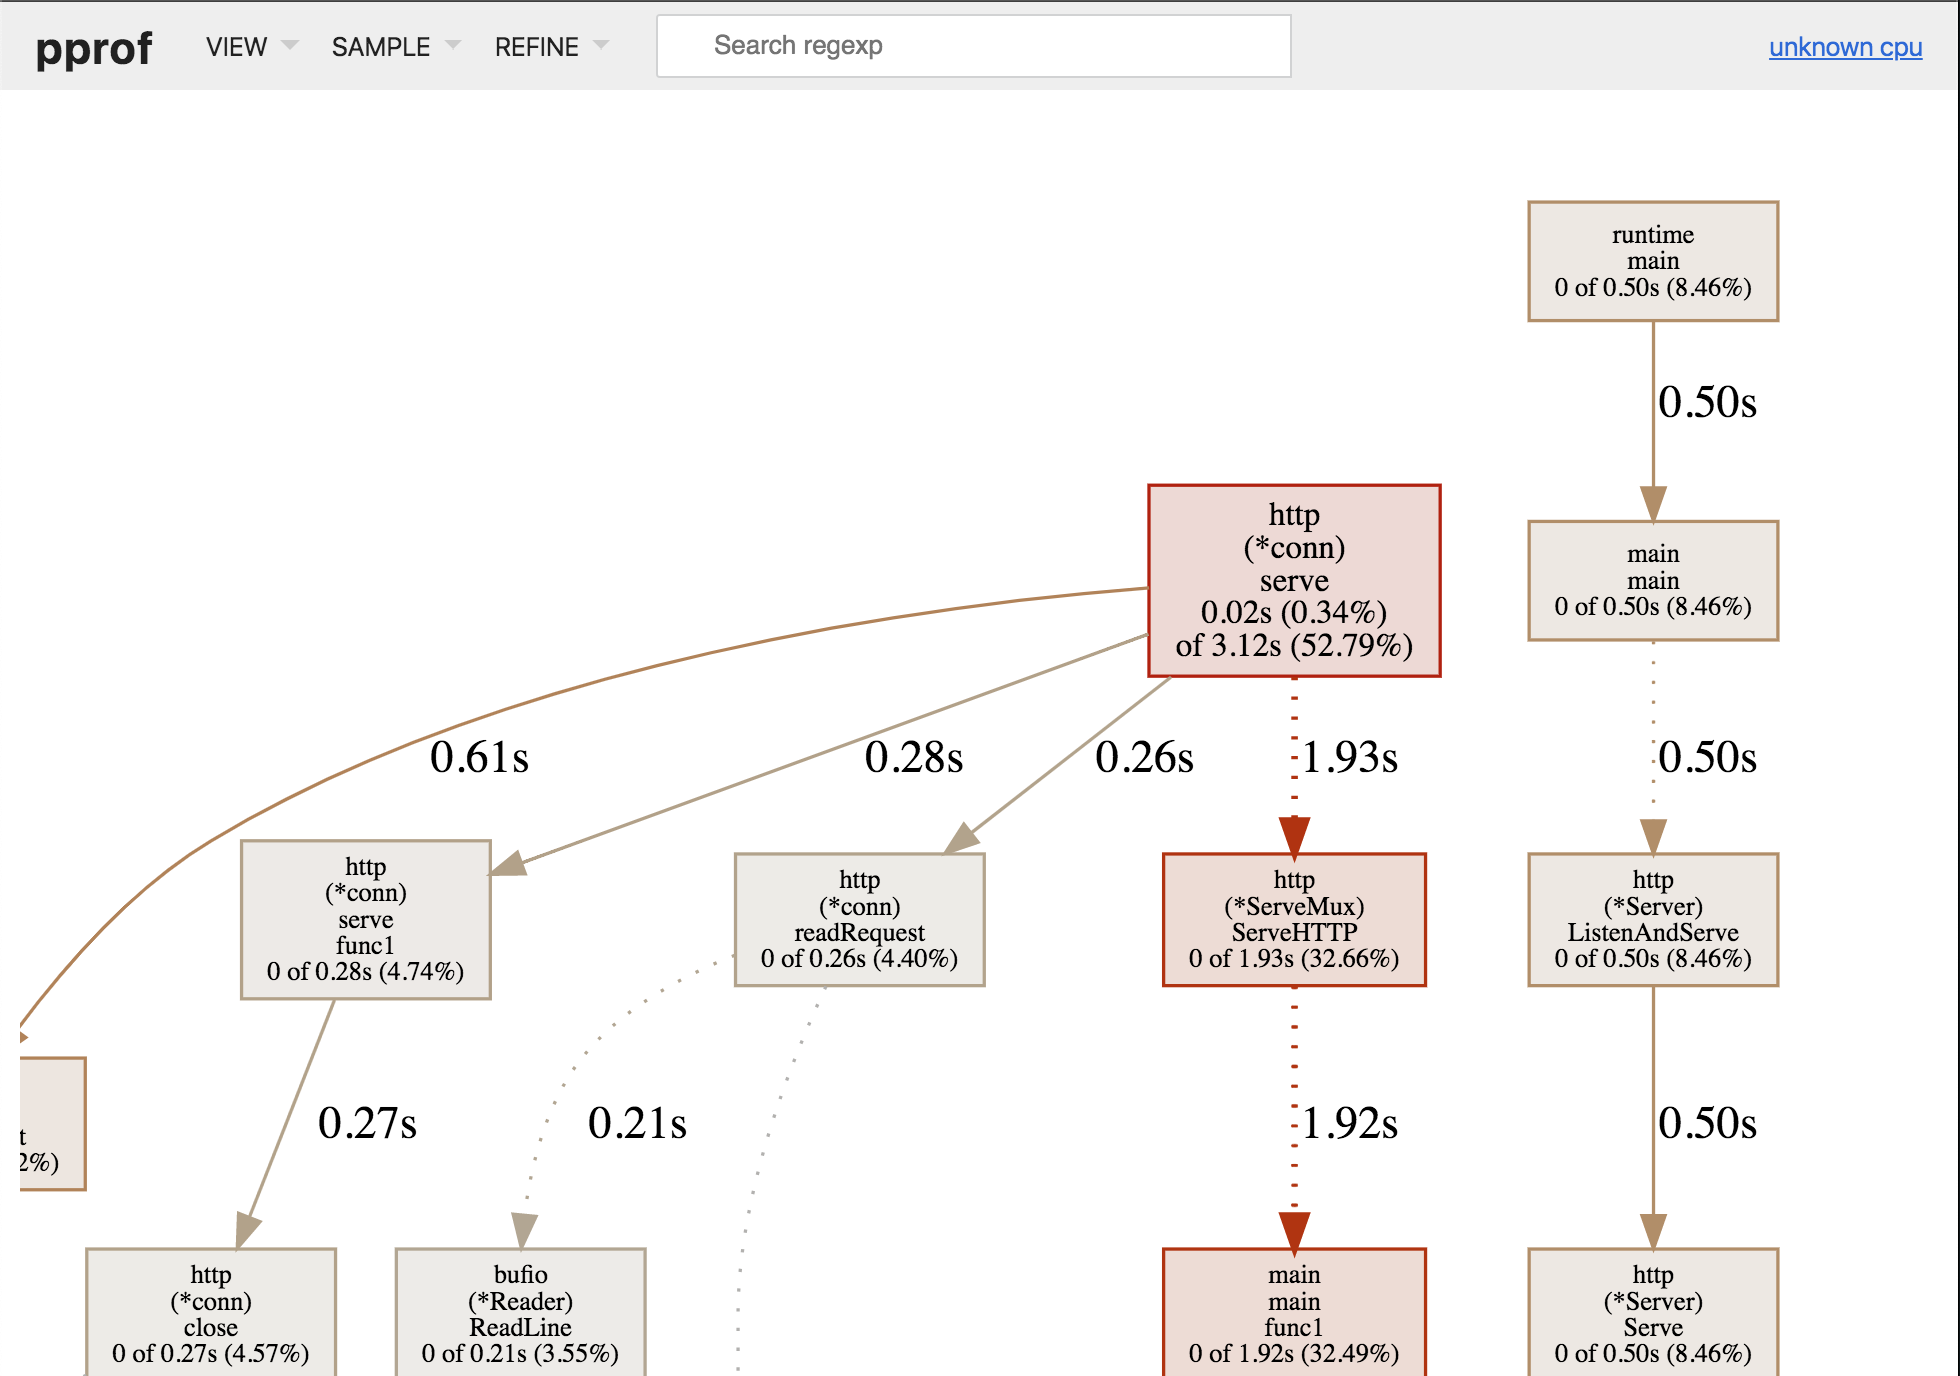 pprof VIEW SAMPLE REFINE Search regexp unknown cpu
runtime
main
0 of 0.50s (8.46%)
0.50s
http
(*conn)
serve
0.02s (0.34%)
of 3.12s (52.79%)
main
main
0 of 0.50s (8.46%)
0.61s
0.28s
0.26s
1.93s
0.50s
http
(*conn)
serve
func1
0 of 0.28s (4.74%)
http
(*conn)
readRequest
0 of 0.26s (4.40%)
http
(*ServeMux)
ServeHTTP
0 of 1.93s (32.66%)
http
(*Server)
ListenAndServe
0 of 0.50s (8.46%)
t
2%)
0.27s
0.21s
1.92s
0.50s
http
(*conn)
close
0 of 0.27s (4.57%)
bufio
(*Reader)
ReadLine
0 of 0.21s (3.55%)
main
main
func1
0 of 1.92s (32.49%)
http
(*Server)
Serve
0 of 0.50s (8.46%)